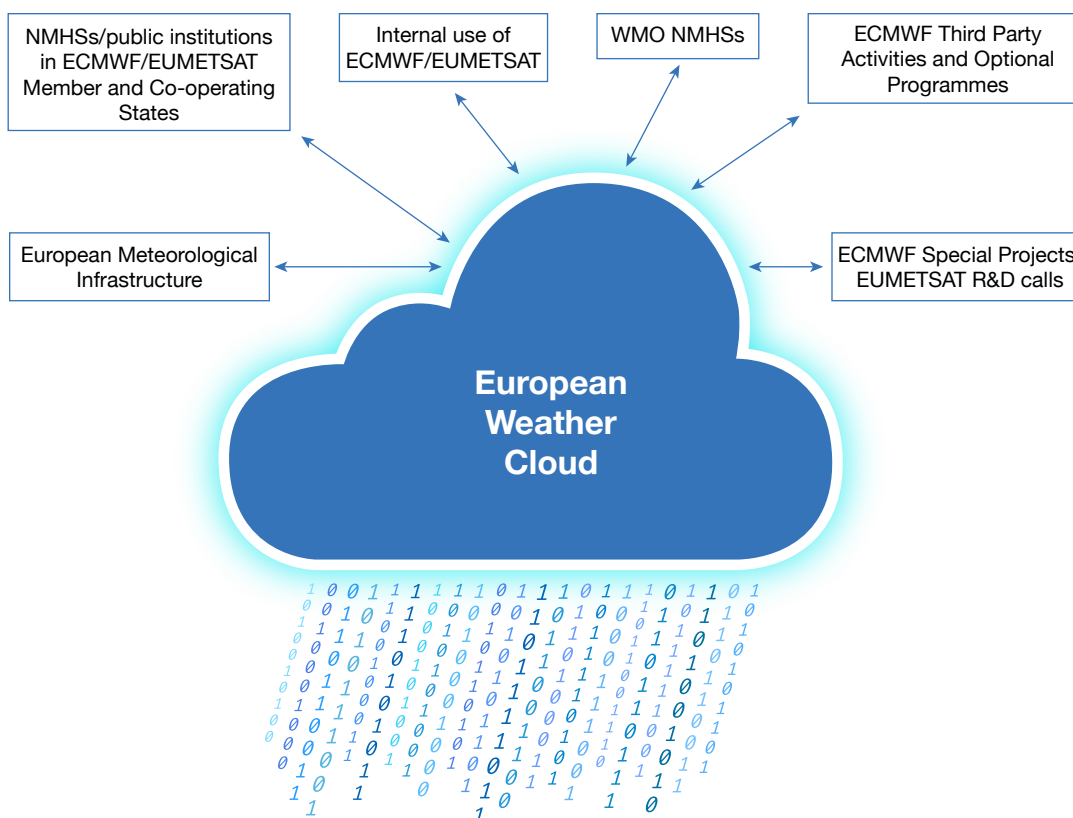 NMHSs/public institutions
in ECMWF/EUMETSAT
Member and Co-operating
States
Internal use of
ECMWF/EUMETSAT
WMO NMHSs
ECMWF Third Party
Activities and Optional
Programmes
European Meteorological
Infrastructure
ECMWF Special Projects
EUMETSAT R&D calls
European
Weather
Cloud